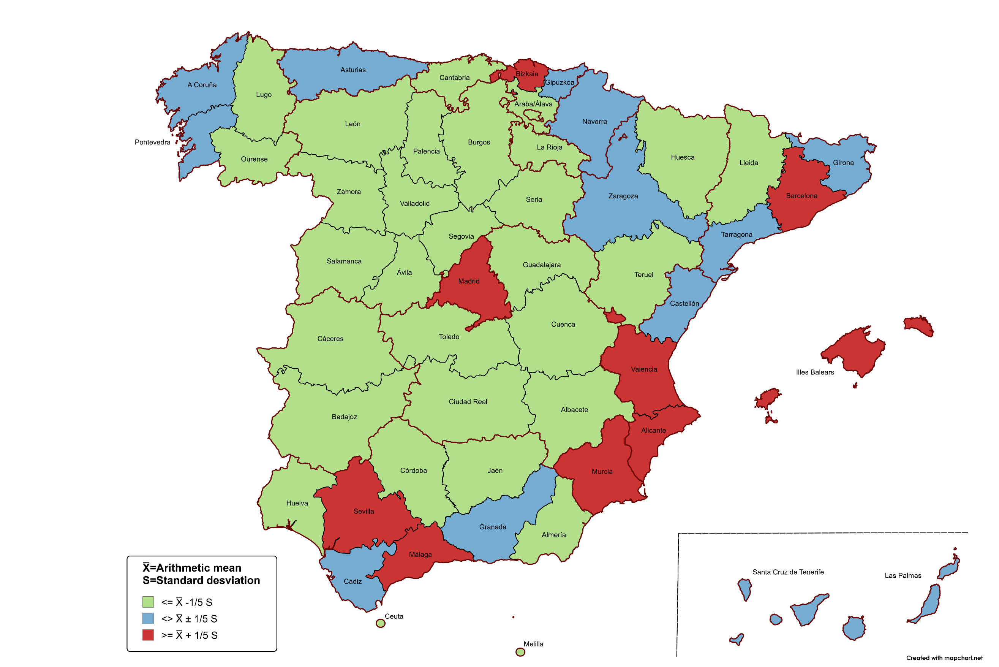 Asturias
A Coruña
Lugo
Cantabria
Bizkaia
Gipuzkoa
Araba/Álava
Navarra
Pontevedra
León
Burgos
Palencia
La Rioja
Ourense
Huesca
Lleida
Girona
Zamora
Valladolid
Soria
Zaragoza
Barcelona
Segovia
Tarragona
Salamanca
Ávila
Guadalajara
Madrid
Teruel
Castellón
Cáceres
Toledo
Cuenca
Valencia
Illes Balears
Badajoz
Ciudad Real
Albacete
Alicante
Córdoba
Jaén
Murcia
Huelva
Sevilla
Granada
Almería
Málaga
Cádiz
Ceuta
Melilla
Santa Cruz de Tenerife
Las Palmas
X̅=Arithmetic mean
S=Standard desviation
<= X̅ -1/5 S
<> X̅ ± 1/5 S
>= X̅ + 1/5 S
Created with mapchart.net